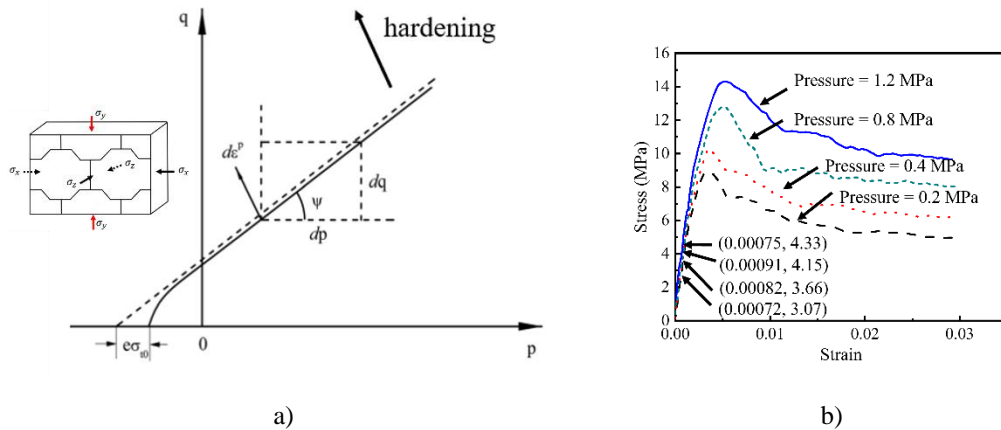 q
hardening
σy
σx
σz
σz
σx
σy
dεᵖ
dq
ψ
dp
eσt0
0
p
a)
16
14
12
10
8
6
4
2
0
Stress (MPa)
Pressure = 1.2 MPa
Pressure = 0.8 MPa
Pressure = 0.4 MPa
Pressure = 0.2 MPa
(0.00075, 4.33)
(0.00091, 4.15)
(0.00082, 3.66)
(0.00072, 3.07)
0.00
0.01
0.02
0.03
Strain
b)